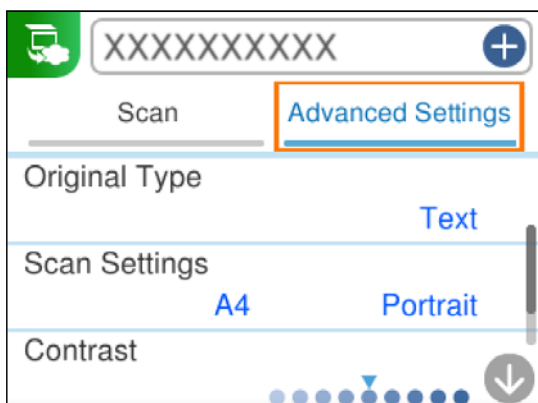 XXXXXXXXXX
Scan Advanced Settings
Original Type
Text
Scan Settings
A4 Portrait
Contrast